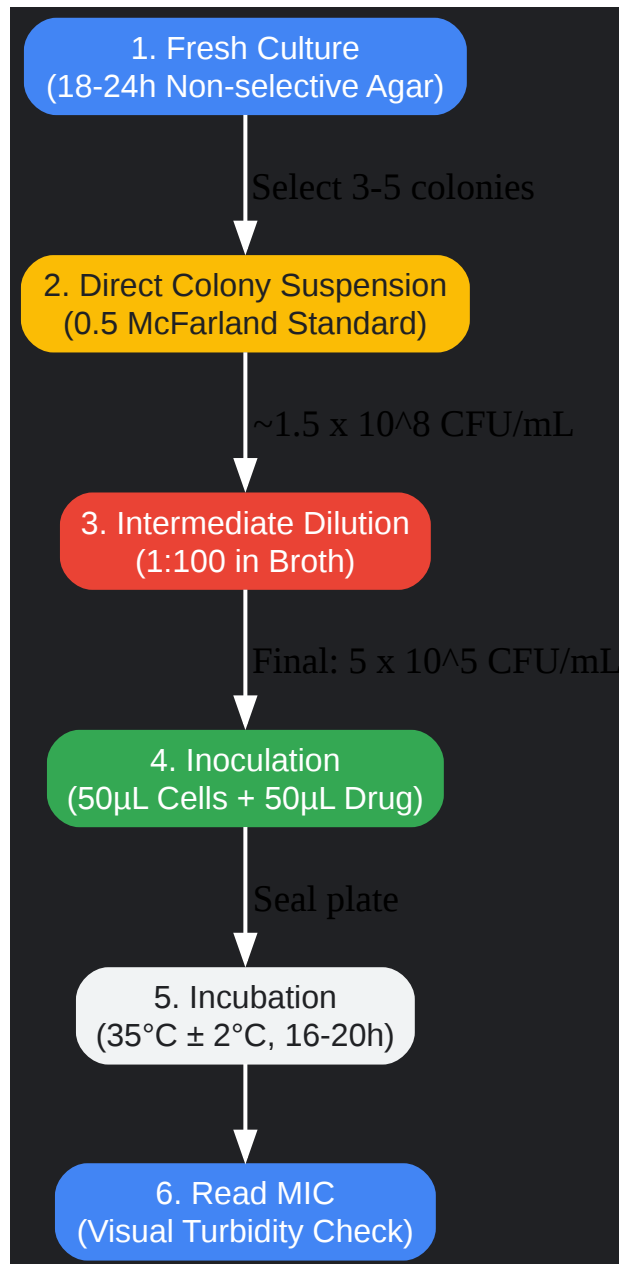 1. Fresh Culture
(18-24h Non-selective Agar)
Select 3-5 colonies
2. Direct Colony Suspension
(0.5 McFarland Standard)
~1.5 x 10^8 CFU/mL
3. Intermediate Dilution
(1:100 in Broth)
Final: 5 x 10^5 CFU/mL
4. Inoculation
(50µL Cells + 50µL Drug)
Seal plate
5. Incubation
(35°C ± 2°C, 16-20h)
6. Read MIC
(Visual Turbidity Check)